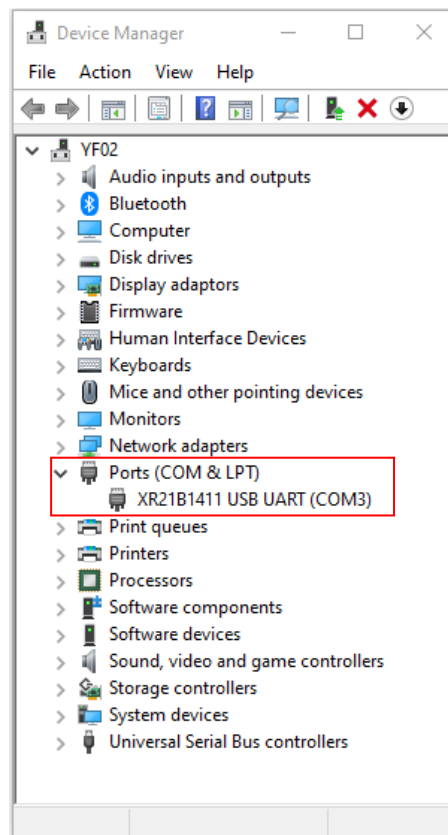 Device Manager
File Action View Help
YF02
Audio inputs and outputs
Bluetooth
Computer
Disk drives
Display adaptors
Firmware
Human Interface Devices
Keyboards
Mice and other pointing devices
Monitors
Network adapters
Ports (COM & LPT)
XR21B1411 USB UART (COM3)
Print queues
Printers
Processors
Software components
Software devices
Sound, video and game controllers
Storage controllers
System devices
Universal Serial Bus controllers